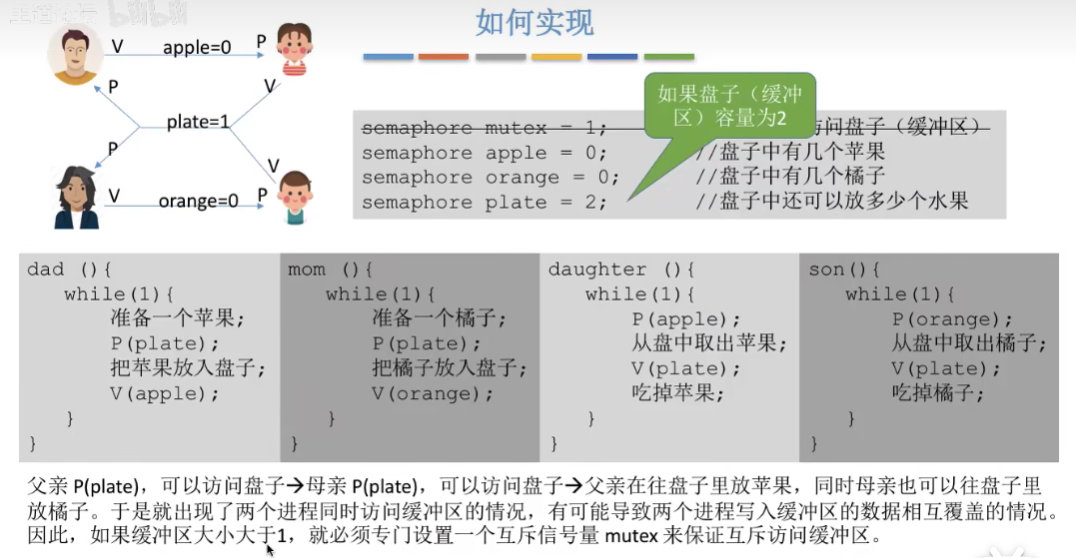 如何实现
V apple=0 P
P V
plate=1
P V
V orange=0 P
如果盘子（缓冲
区）容量为2
semaphore mutex = 1; 访问盘子（缓冲区）
semaphore apple = 0; //盘子中有几个苹果
semaphore orange = 0; //盘子中有几个橘子
semaphore plate = 2; //盘子中还可以放多少个水果
dad (){
while(1){
准备一个苹果;
P(plate);
把苹果放入盘子;
V(apple);
}
}
mom (){
while(1){
准备一个橘子;
P(plate);
把橘子放入盘子;
V(orange);
}
}
daughter (){
while(1){
P(apple);
从盘中取出苹果;
V(plate);
吃掉苹果;
}
}
son(){
while(1){
P(orange);
从盘中取出橘子;
V(plate);
吃掉橘子;
}
}
父亲 P(plate)，可以访问盘子→母亲 P(plate)，可以访问盘子→父亲在往盘子里放苹果，同时母亲也可以往盘子里
放橘子。于是就出现了两个进程同时访问缓冲区的情况，有可能导致两个进程写入缓冲区的数据相互覆盖的情况。
因此，如果缓冲区大小大于1，就必须专门设置一个互斥信号量 mutex 来保证互斥访问缓冲区。